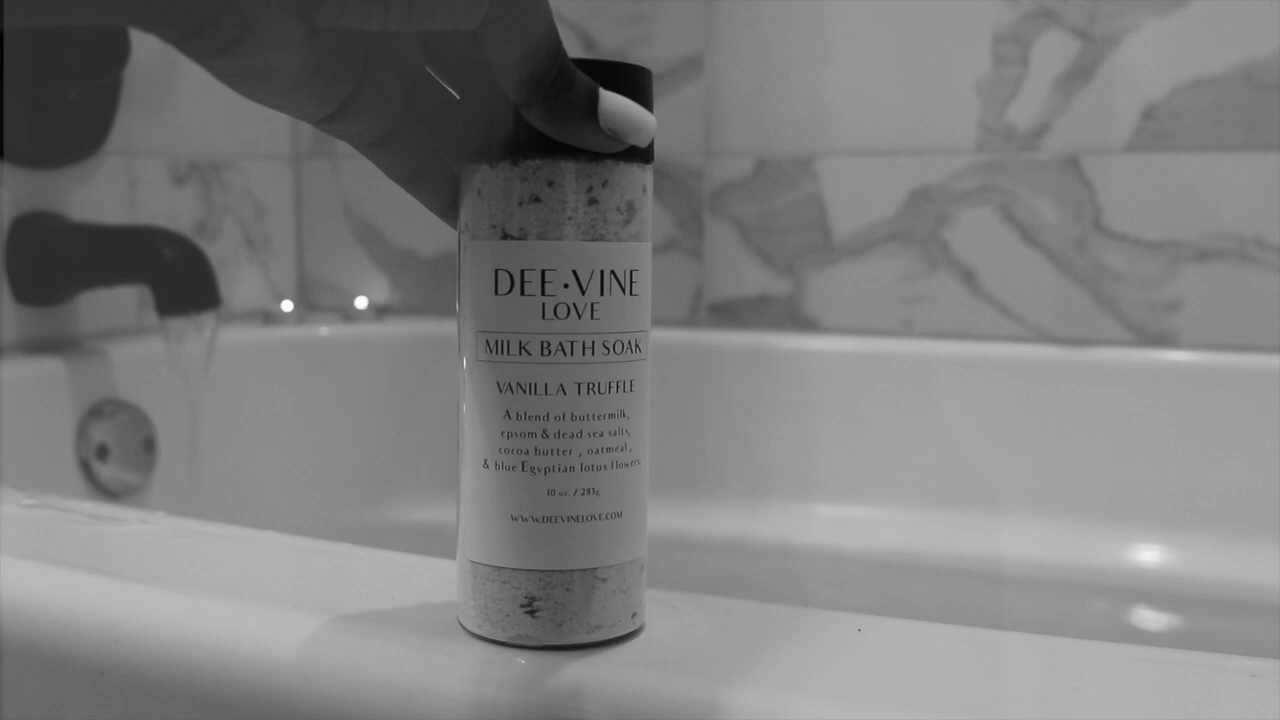 DEE•VINE
LOVE
MILK BATH SOAK
VANILLA TRUFFLE
A blend of buttermilk,
epsom & dead sea salts,
cocoa butter , oatmeal,
& blue Egyptian lotus flowers.
10 oz. / 283g
WWW.DEEVINELOVE.COM